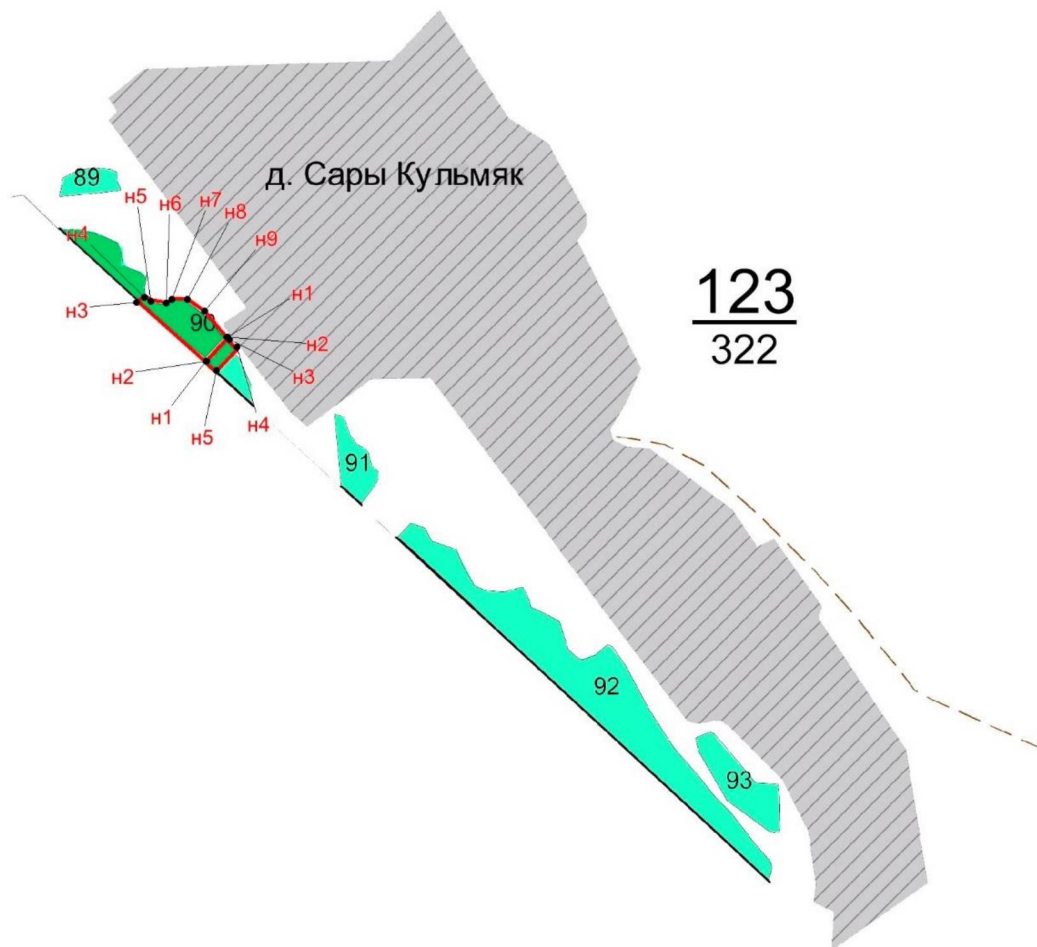 д. Сары Кульмяк
89
н5
н6
н7
н8
н4
н9
123
322
н1
н3
90
н2
н2
н3
н1
н5
н4
91
92
93